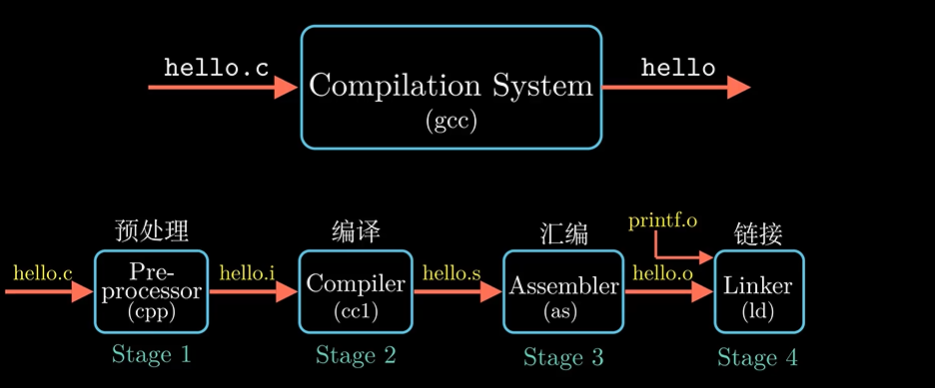 hello.c
Compilation System
(gcc)
hello
预处理
编译
汇编
printf.o
链接
hello.c
Pre-
processor
(cpp)
hello.i
Compiler
(cc1)
hello.s
Assembler
(as)
hello.o
Linker
(ld)
Stage 1
Stage 2
Stage 3
Stage 4